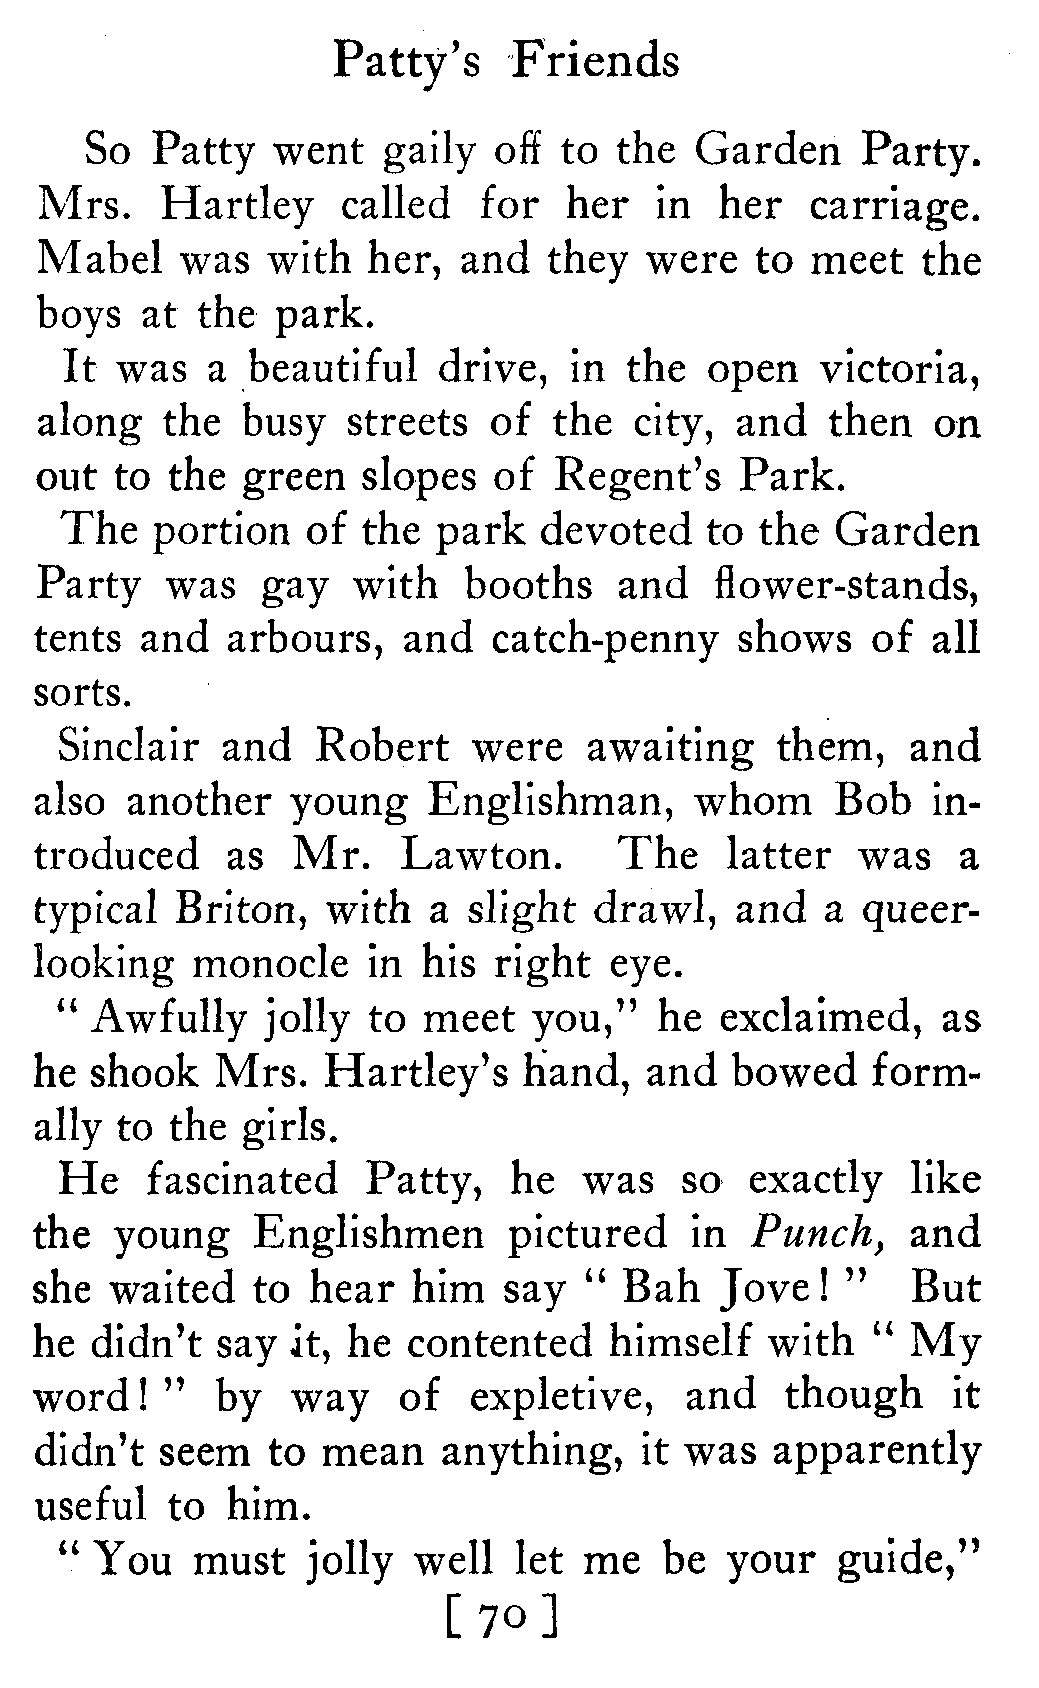 Patty's Friends
So Patty went gaily off to the Garden Party.
Mrs. Hartley called for her in her carriage.
Mabel was with her, and they were to meet the
boys at the park.
It was a beautiful drive, in the open victoria,
along the busy streets of the city, and then on
out to the green slopes of Regent's Park.
The portion of the park devoted to the Garden
Party was gay with booths and flower-stands,
tents and arbours, and catch-penny shows of all
sorts.
Sinclair and Robert were awaiting them, and
also another young Englishman, whom Bob in-
troduced as Mr. Lawton. The latter was a
typical Briton, with a slight drawl, and a queer-
looking monocle in his right eye.
" Awfully jolly to meet you," he exclaimed, as
he shook Mrs. Hartley's hand, and bowed form-
ally to the girls.
He fascinated Patty, he was so exactly like
the young Englishmen pictured in Punch, and
she waited to hear him say " Bah Jove! " But
he didn't say it, he contented himself with " My
word! " by way of expletive, and though it
didn't seem to mean anything, it was apparently
useful to him.
" You must jolly well let me be your guide,"
[ 70 ]